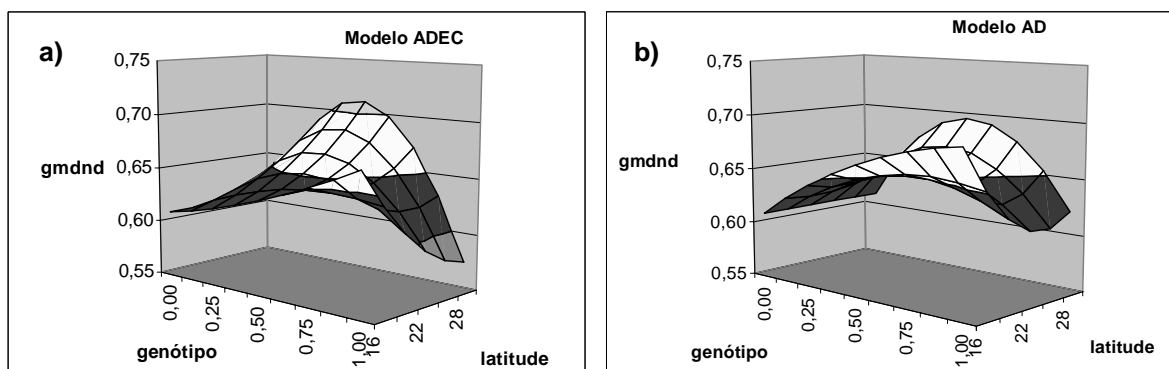 a)
Modelo ADEC
0,75
0,70
0,65
0,60
0,55
gmdnd
0,00
0,25
0,50
0,75
1,00
genótipo
16
22
28
latitude
b)
Modelo AD
0,75
0,70
0,65
0,60
0,55
gmdnd
0,00
0,25
0,50
0,75
1,00
genótipo
16
22
28
latitude